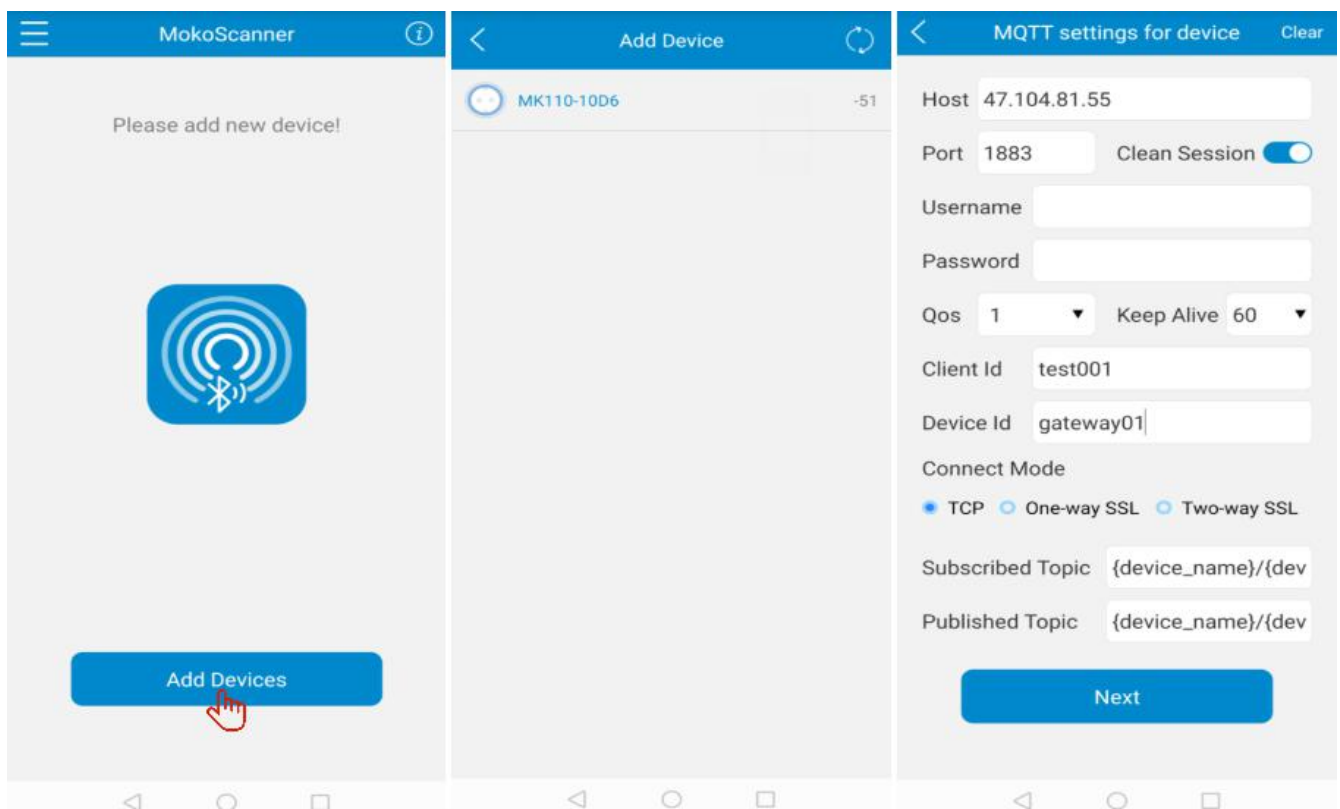 MokoScanner
Please add new device!
Add Devices
Add Device
MK110-10D6 -51
MQTT settings for device Clear
Host 47.104.81.55
Port 1883 Clean Session
Username
Password
Qos 1 Keep Alive 60
Client Id test001
Device Id gateway01
Connect Mode
TCP One-way SSL Two-way SSL
Subscribed Topic {device_name}/{dev
Published Topic {device_name}/{dev
Next